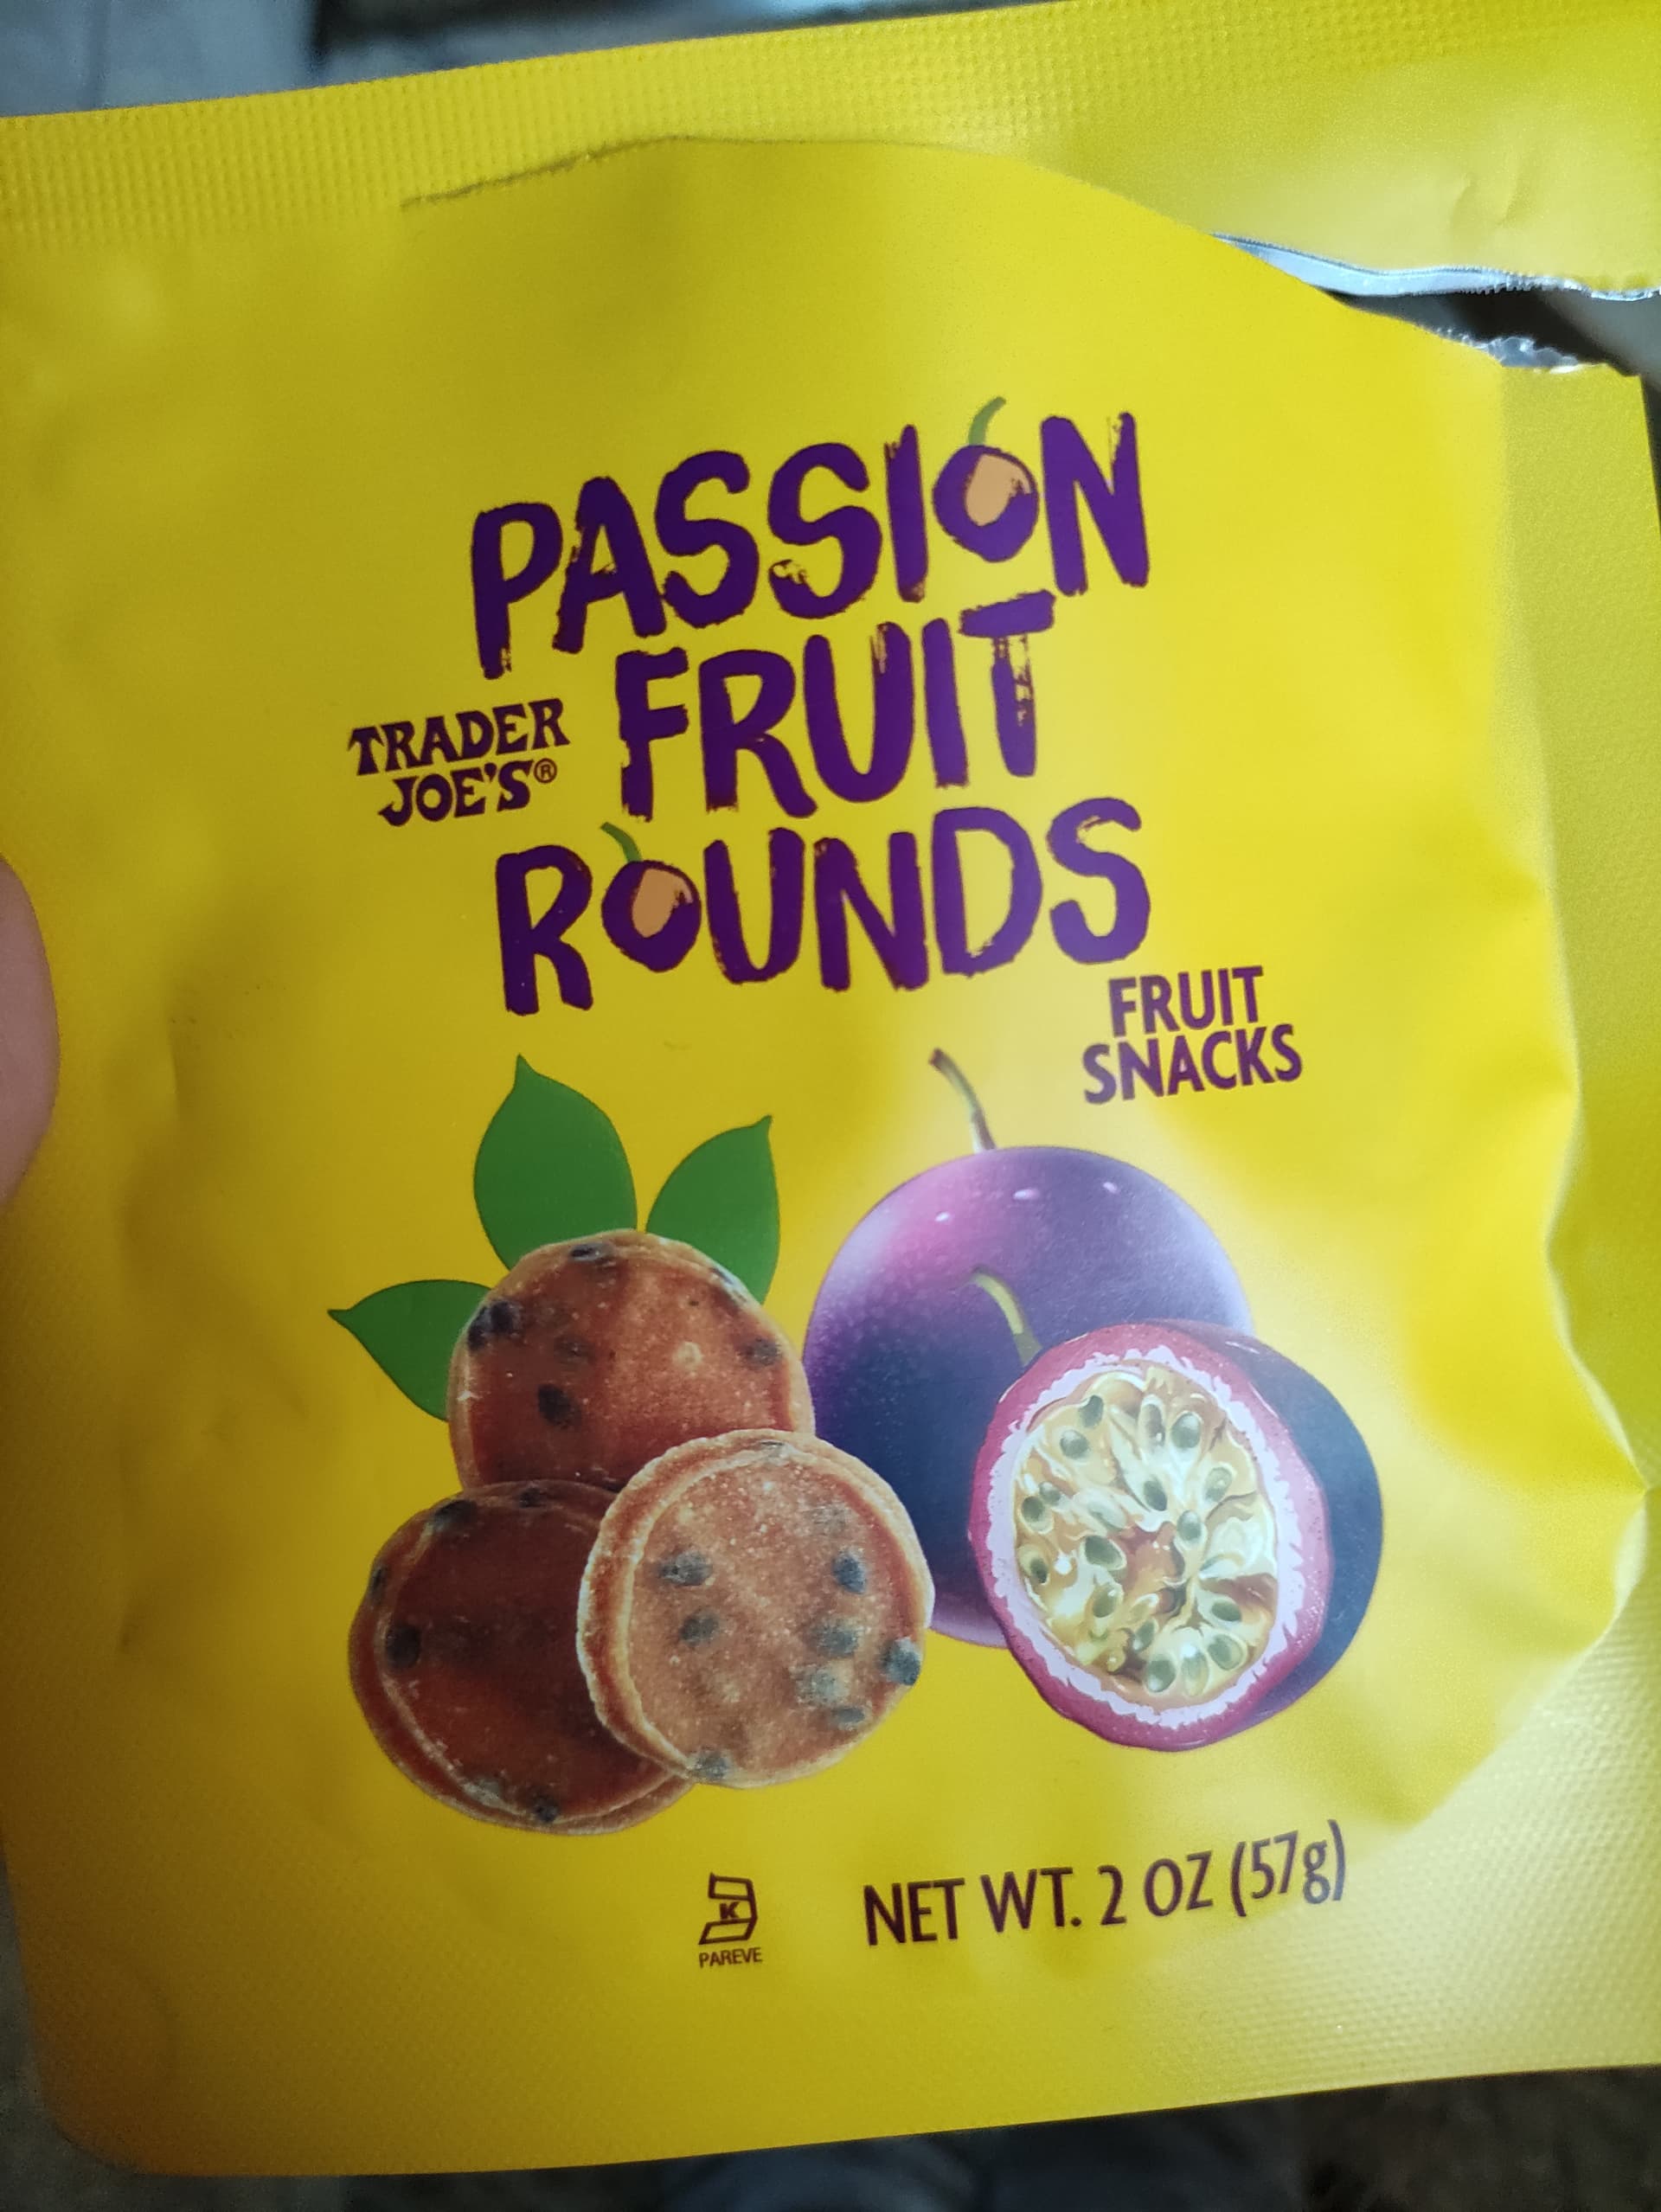 PASSION
TRADER
JOE'S®
FRUIT
ROUNDS
FRUIT
SNACKS
K
PAREVE
NET WT. 2 OZ (57g)